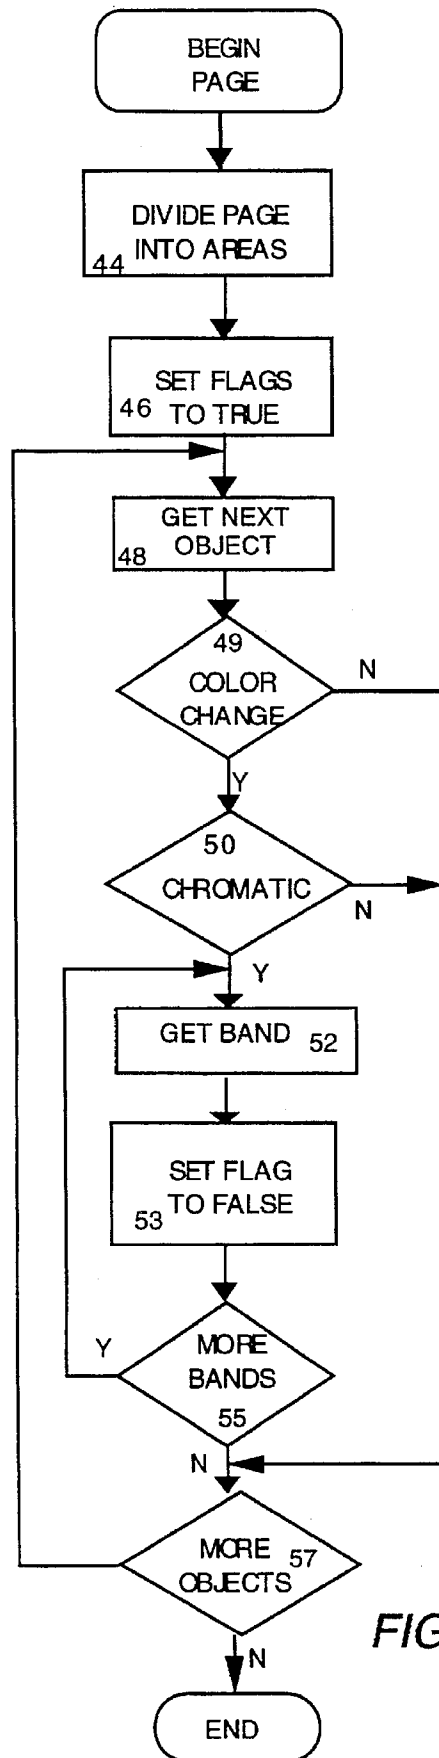 BEGIN
PAGE
DIVIDE PAGE
INTO AREAS
44
SET FLAGS
TO TRUE
46
GET NEXT
OBJECT
48
49
COLOR
CHANGE
N
Y
50
CHROMATIC
N
Y
GET BAND
52
SET FLAG
TO FALSE
53
MORE
BANDS
55
Y
N
MORE
OBJECTS
57
FIG
N
END